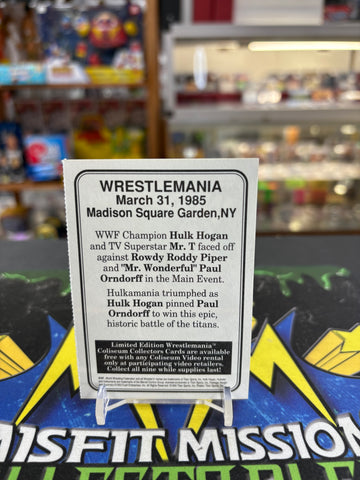 WRESTLEMANIA
March 31, 1985
Madison Square Garden,NY
WWF Champion Hulk Hogan
and TV Superstar Mr. T faced off
against Rowdy Roddy Piper
and "Mr. Wonderful" Paul
Orndorff in the Main Event.
Hulkamania triumphed as
Hulk Hogan pinned Paul
Orndorff to win this epic,
historic battle of the titans.
Limited Edition Wrestlemania™
Coliseum Collectors Cards are available
free with any Coliseum Video rental
only at participating video retailers.
Collect all nine while supplies last!
MISFIT MISSION